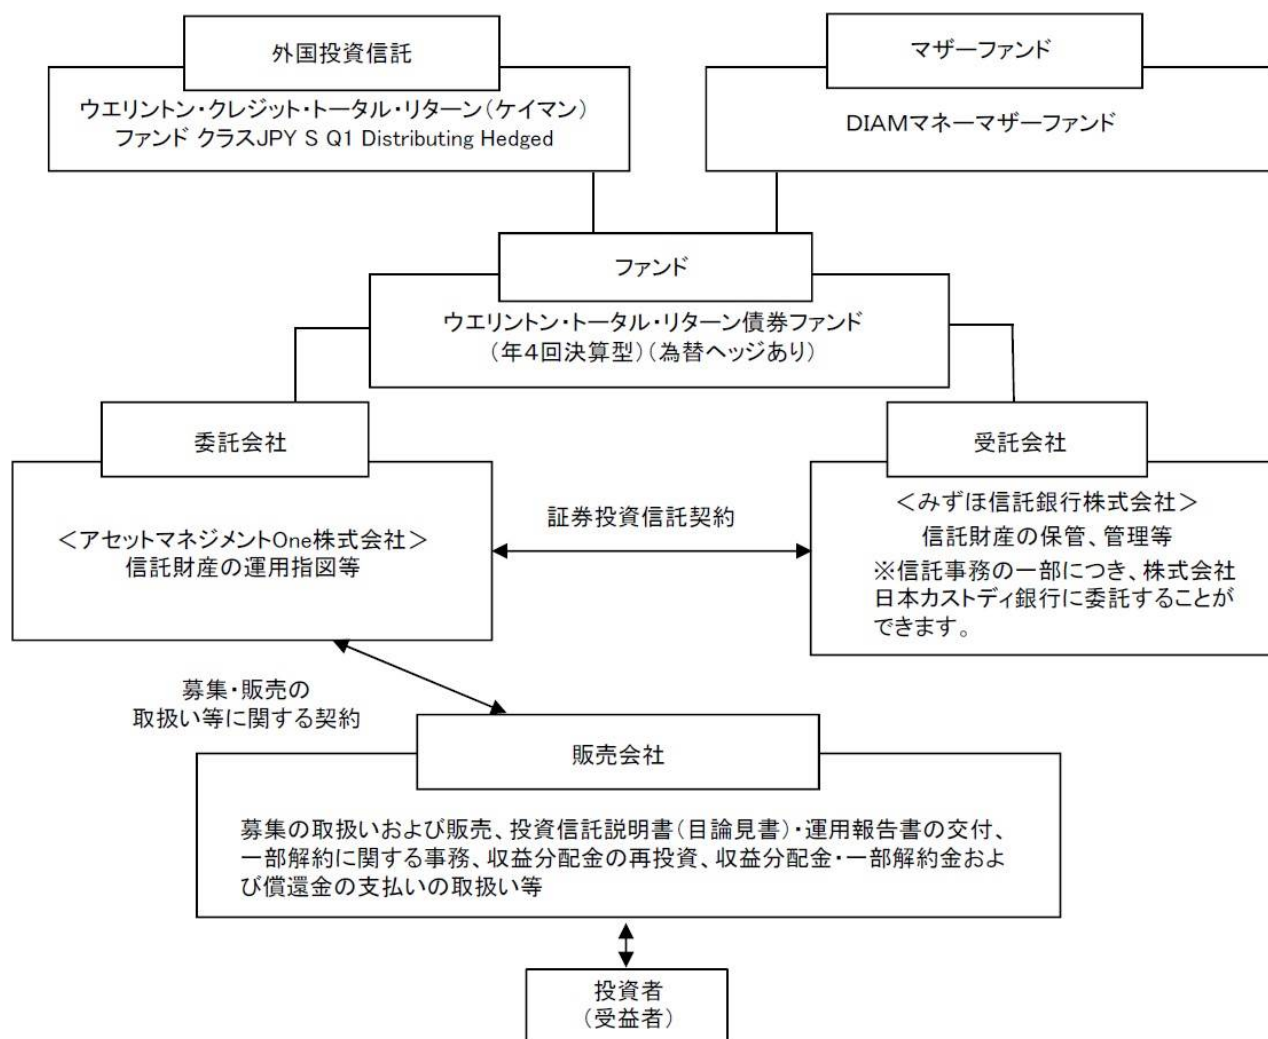 外国投資信託
ウエリントン・クレジット・トータル・リターン（ケイマン）
ファンド クラスJPY S Q1 Distributing Hedged
マザーファンド
DIAMマネーマザーファンド
ファンド
ウエリントン・トータル・リターン債券ファンド
（年４回決算型）（為替ヘッジあり）
委託会社
＜アセットマネジメントOne株式会社＞
信託財産の運用指図等
証券投資信託契約
受託会社
＜みずほ信託銀行株式会社＞
信託財産の保管、管理等
※信託事務の一部につき、株式会社
日本カストディ銀行に委託することが
できます。
募集・販売の
取扱い等に関する契約
販売会社
募集の取扱いおよび販売、投資信託説明書（目論見書）・運用報告書の交付、
一部解約に関する事務、収益分配金の再投資、収益分配金・一部解約金およ
び償還金の支払いの取扱い等
投資者
（受益者）